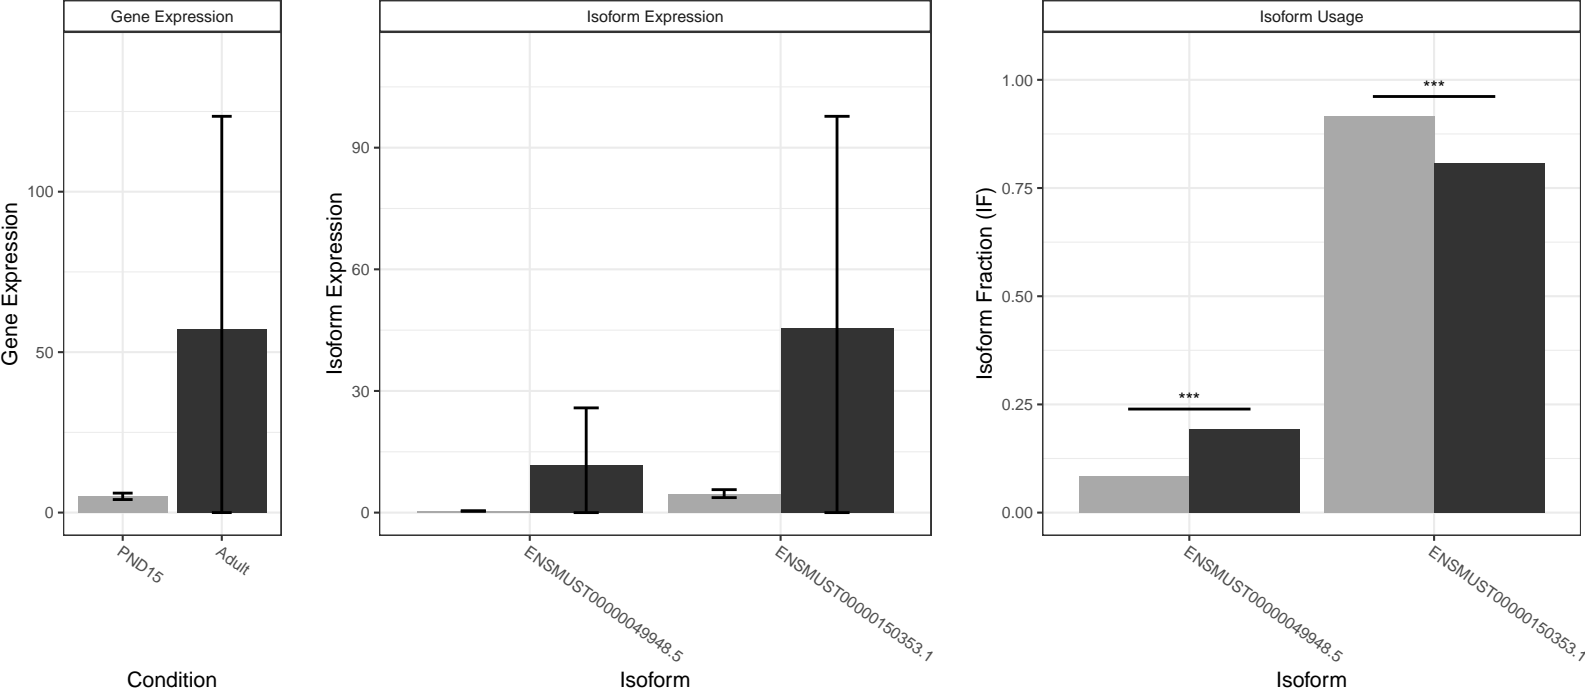 Gene Expression
Gene Expression
100
50
0
PND15
Adult
Condition
Isoform Expression
Isoform Expression
90
60
30
0
ENSMUST00000049948.5
ENSMUST00000150353.1
Isoform
Isoform Usage
Isoform Fraction (IF)
1.00
0.75
0.50
0.25
0.00
***
***
ENSMUST00000049948.5
ENSMUST00000150353.1
Isoform